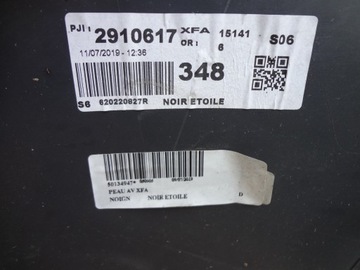 PJI : 2910617 XFA 15141 S06
OR : 6
11/07/2019 - 12:36
348
S6 620220827R NOIR ETOILE
PEAU AV XFA
NOIGN NOIR ETOILE D